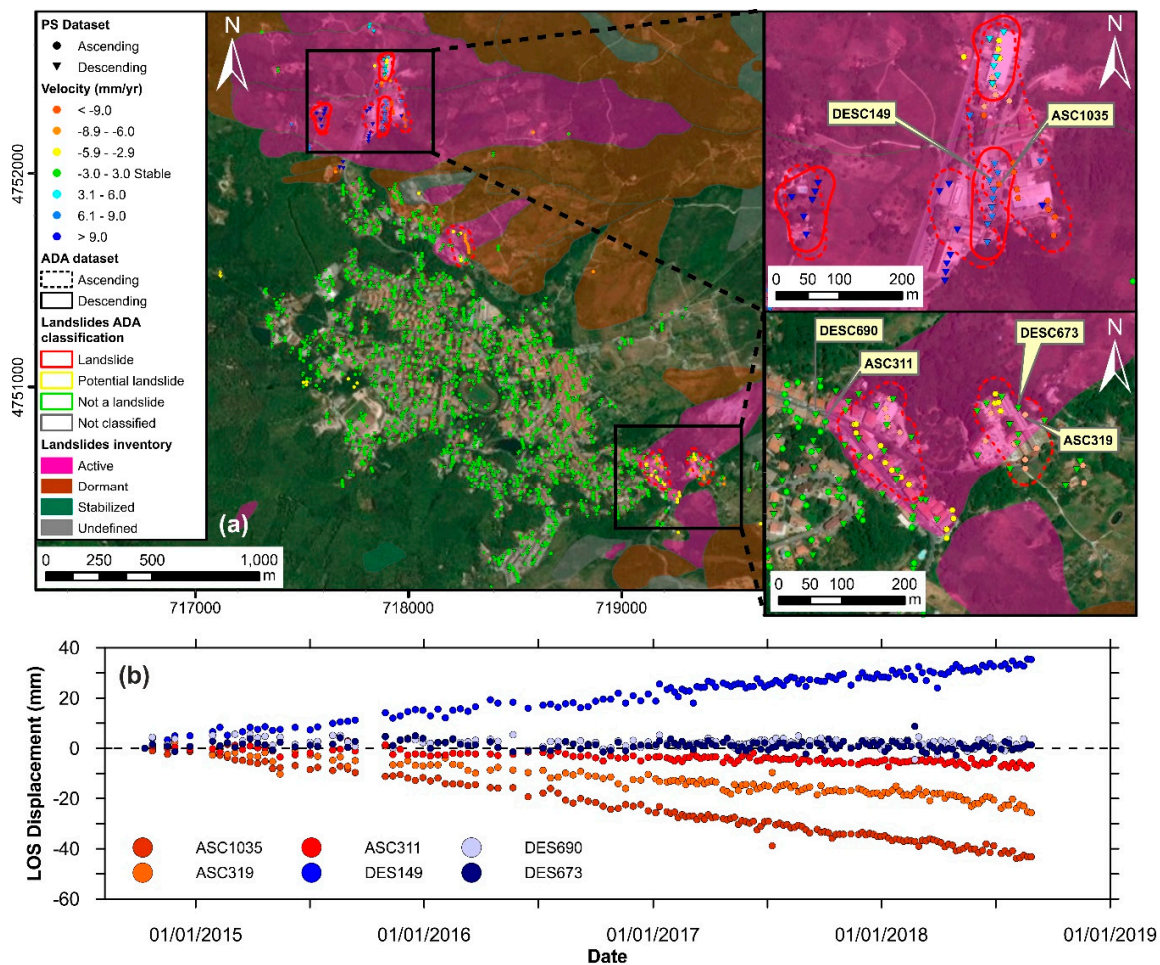 PS Dataset
Ascending
Descending
Velocity (mm/yr)
< -9.0
-8.9 - -6.0
-5.9 - -2.9
-3.0 - 3.0 Stable
3.1 - 6.0
6.1 - 9.0
> 9.0
ADA dataset
Ascending
Descending
Landslides ADA
classification
Landslide
Potential landslide
Not a landslide
Not classified
Landslides inventory
Active
Dormant
Stabilized
Undefined
0 250 500 1,000
m
(a)
N
4752000
4751000
717000 718000 719000
N
DESC149
ASC1035
0 50 100 200
m
N
DESC690
ASC311
DESC673
ASC319
0 50 100 200
m
(b)
LOS Displacement (mm)
40
20
0
-20
-40
-60
ASC1035 ASC311 DES690
ASC319 DES149 DES673
01/01/2015 01/01/2016 01/01/2017 01/01/2018 01/01/2019
Date